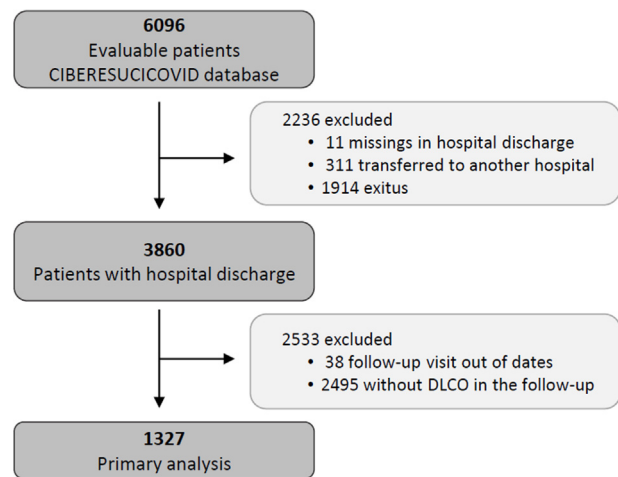 6096
Evaluable patients
CIBERESUCICOVID database
2236 excluded
• 11 missings in hospital discharge
• 311 transferred to another hospital
• 1914 exitus
3860
Patients with hospital discharge
2533 excluded
• 38 follow-up visit out of dates
• 2495 without DLCO in the follow-up
1327
Primary analysis